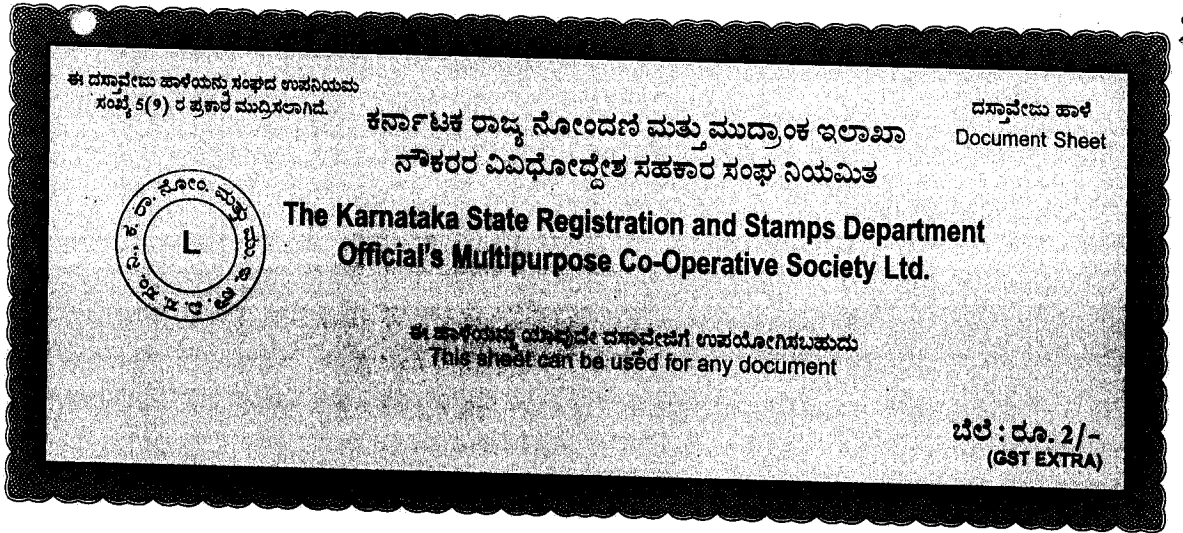 ಈ ದಸ್ತಾವೇಜು ಹಾಳೆಯನ್ನು ಸಂಘದ ಉಪನಿಯಮ
ಸಂಖ್ಯೆ 5(9) ರ ಪ್ರಕಾರ ಮುದ್ರಿಸಲಾಗಿದೆ.
ದಸ್ತಾವೇಜು ಹಾಳೆ
Document Sheet
ಕರ್ನಾಟಕ ರಾಜ್ಯ ನೋಂದಣಿ ಮತ್ತು ಮುದ್ರಾಂಕ ಇಲಾಖಾ
ನೌಕರರ ವಿವಿಧೋದ್ದೇಶ ಸಹಕಾರ ಸಂಘ ನಿಯಮಿತ
L
The Karnataka State Registration and Stamps Department
Official's Multipurpose Co-Operative Society Ltd.
ಈ ಹಾಳೆಯನ್ನು ಯಾವುದೇ ದಸ್ತಾವೇಜಿಗೆ ಉಪಯೋಗಿಸಬಹುದು
This sheet can be used for any document
ಬೆಲೆ : ರೂ. 2/-
(GST EXTRA)